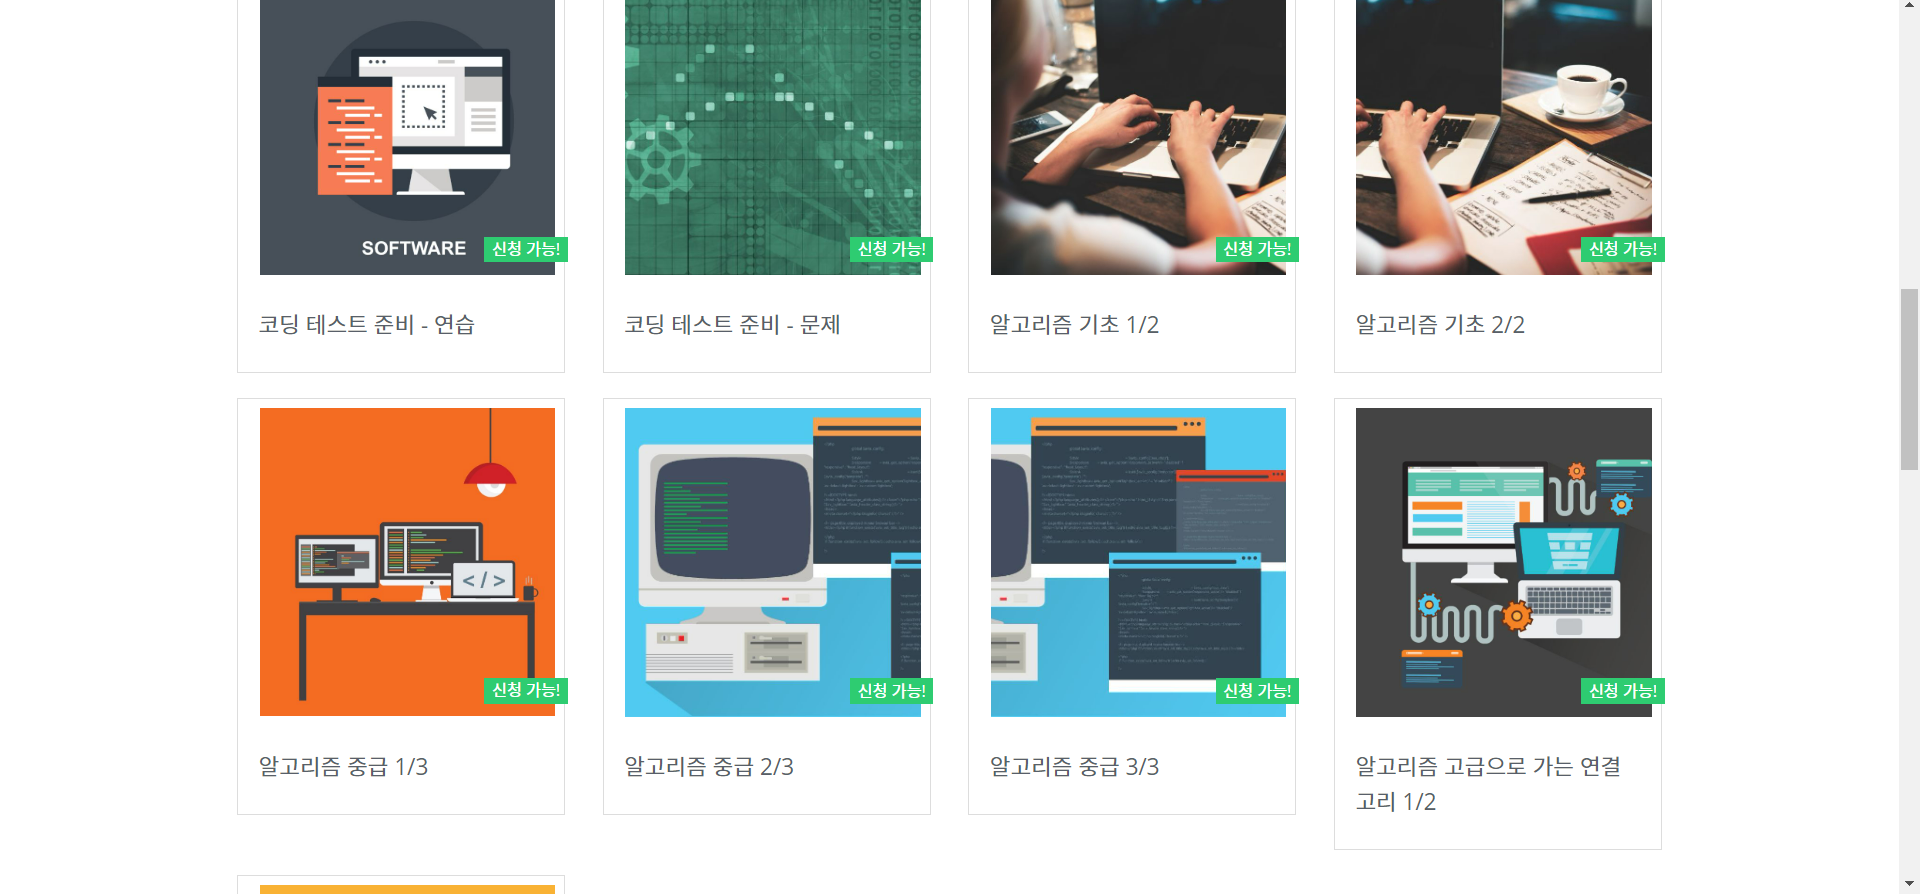 SOFTWARE
신청 가능!
신청 가능!
신청 가능!
신청 가능!
코딩 테스트 준비 - 연습
코딩 테스트 준비 - 문제
알고리즘 기초 1/2
알고리즘 기초 2/2
</>
신청 가능!
신청 가능!
신청 가능!
신청 가능!
알고리즘 중급 1/3
알고리즘 중급 2/3
알고리즘 중급 3/3
알고리즘 고급으로 가는 연결
고리 1/2